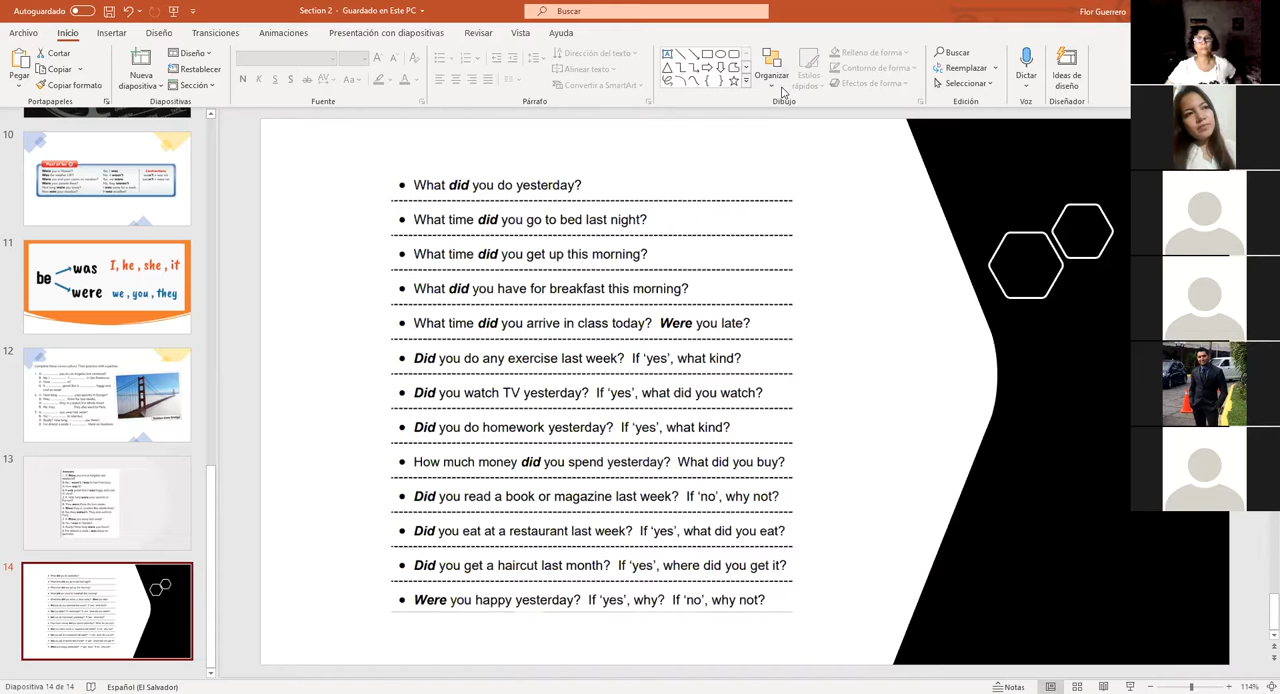 Autoguardado
Section 2 - Guardado en Este PC
Buscar
Flor Guerrero
Archivo Inicio Insertar Diseño Transiciones Animaciones Presentación con diapositivas Revisar Vista Ayuda
Pegar
Cortar
Copiar
Copiar formato
Portapapeles
Nueva diapositiva
Diseño
Restablecer
Sección
Diapositivas
N K S S AV Aa A
Fuente
Dirección del texto
Alinear texto
Convertir a SmartArt
Párrafo
Organizar
Estilos rápidos
Relleno de forma
Contorno de forma
Efectos de forma
Dibujo
Buscar
Reemplazar
Seleccionar
Edición
Dictar
Voz
Ideas de diseño
Diseñador
10
Past of be
11
be
was
were
I, he, she, it
we, you, they
12
13
Answers
14
• What did you do yesterday?
• What time did you go to bed last night?
• What time did you get up this morning?
• What did you have for breakfast this morning?
• What time did you arrive in class today? Were you late?
• Did you do any exercise last week? If ‘yes’, what kind?
• Did you watch TV yesterday? If ‘yes’, what did you watch?
• Did you do homework yesterday? If ‘yes’, what kind?
• How much money did you spend yesterday? What did you buy?
• Did you read a book or magazine last week? If ‘no’, why not?
• Did you eat at a restaurant last week? If ‘yes’, what did you eat?
• Did you get a haircut last month? If ‘yes’, where did you get it?
• Were you If ‘yes’, why? If ‘no’, why
Diapositiva 14 de 14
Español (El Salvador)
Notas
114%